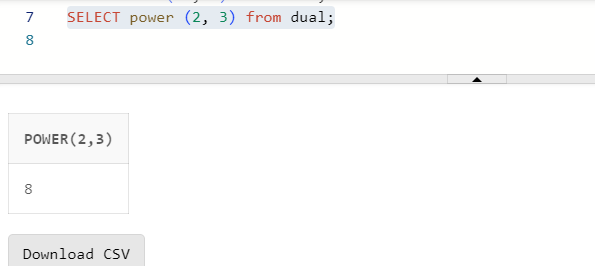 7 SELECT power (2, 3) from dual;
8
POWER(2,3)
8
Download CSV